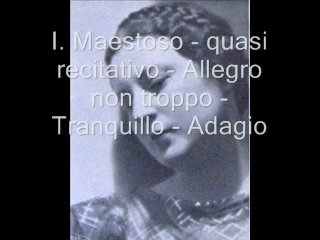 I. Maestoso - quasi
recitativo - Allegro
non troppo -
Tranquillo - Adagio